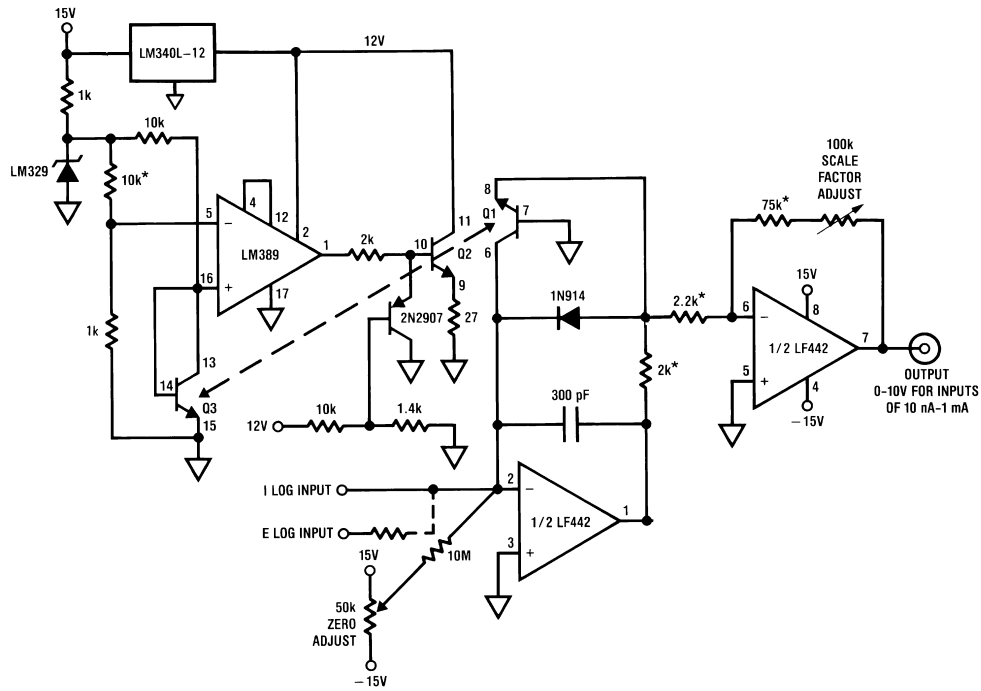 15V
LM340L-12
12V
1k
10k
LM329
10k*
5
−
4
12
2
LM389
1
16
+
17
1k
2k
10
11
Q2
9
2N2907
27
13
14
Q3
15
12V
10k
1.4k
8
Q1
7
6
1N914
2.2k*
2k*
300 pF
I LOG INPUT
E LOG INPUT
10M
2
−
1/2 LF442
1
3
+
15V
50k
ZERO
ADJUST
−15V
100k
SCALE
FACTOR
ADJUST
75k*
15V
8
6
−
1/2 LF442
7
5
+
4
−15V
OUTPUT
0-10V FOR INPUTS
OF 10 nA-1 mA